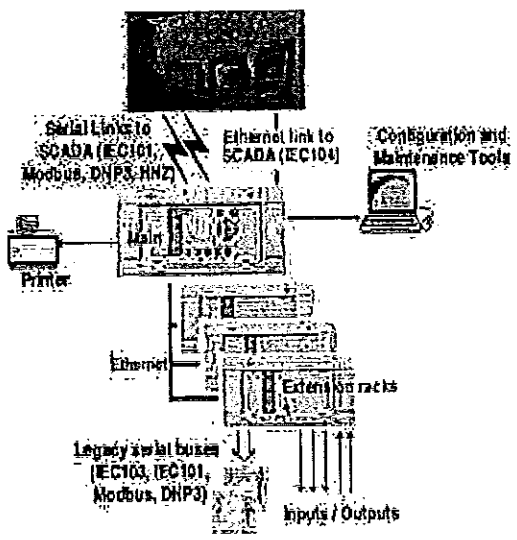 Serial Links to
SCADA (IEC101,
Modbus, DNP3, HNZ)
Ethernet link to
SCADA (IEC104)
Configuration and
Maintenance Tools
Main
Printer
Ethernet
Extension racks
Legacy serial buses
(IEC103, IEC101,
Modbus, DNP3)
Inputs / Outputs